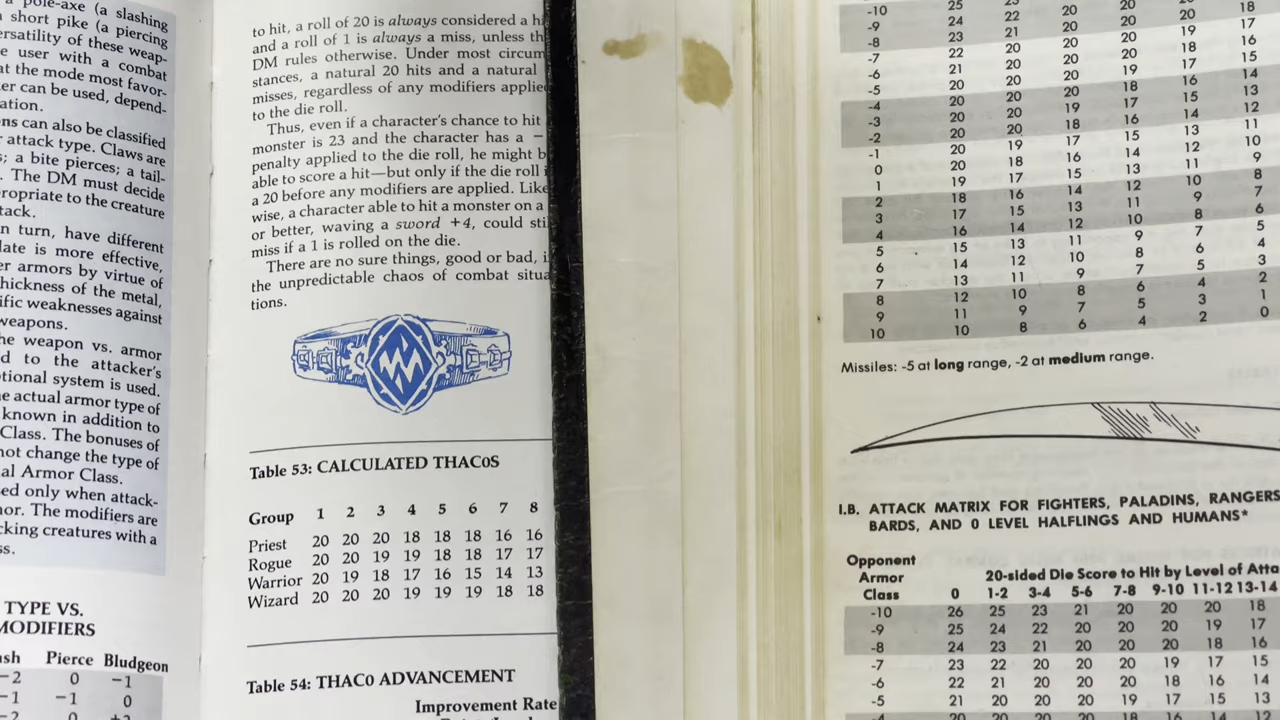 pole-axe (a slashing
short pike (a piercing
ersatility of these weap-
e user with a combat
at the mode most favor-
er can be used, depend-
ation.
ns can also be classified
attack type. Claws are
; a bite pierces; a tail-
. The DM must decide
ropriate to the creature
tack.
n turn, have different
late is more effective,
er armors by virtue of
hickness of the metal,
ific weaknesses against
weapons.
he weapon vs. armor
d to the attacker's
tional system is used.
e actual armor type of
known in addition to
Class. The bonuses of
not change the type of
al Armor Class.
ed only when attack-
mor. The modifiers are
cking creatures with a
ss.
TYPE VS.
MODIFIERS
ash Pierce Bludgeon
-2 0 -1
-1 -1 0
to hit, a roll of 20 is always considered a hi
and a roll of 1 is always a miss, unless th
DM rules otherwise. Under most circum
stances, a natural 20 hits and a natural
misses, regardless of any modifiers applie
to the die roll.
Thus, even if a character's chance to hit
monster is 23 and the character has a -
penalty applied to the die roll, he might b
able to score a hit—but only if the die roll i
a 20 before any modifiers are applied. Like
wise, a character able to hit a monster on a
or better, waving a sword +4, could sti
miss if a 1 is rolled on the die.
There are no sure things, good or bad, i
the unpredictable chaos of combat situa
tions.
Table 53: CALCULATED THAC0S
Group 1 2 3 4 5 6 7 8
Priest 20 20 20 18 18 18 16 16
Rogue 20 20 19 19 18 18 17 17
Warrior 20 19 18 17 16 15 14 13
Wizard 20 20 20 19 19 19 18 18
Table 54: THAC0 ADVANCEMENT
Improvement Rate
-10 25 20 20 18
-9 24 22 20 20 20 17
-8 23 21 20 20 19 16
-7 22 20 20 20 18 15
-6 21 20 20 19 17 14
-5 20 20 20 18 16 13
-4 20 20 19 17 15 12
-3 20 20 18 16 14 11
-2 20 19 17 15 13 10
-1 20 18 16 14 12 9
0 20 17 15 13 11 8
1 19 16 14 12 10 7
2 18 15 13 11 9 6
3 17 14 12 10 8 5
4 16 13 11 9 7 4
5 15 12 10 8 6 3
6 14 11 9 7 5 2
7 13 10 8 6 4 1
8 12 9 7 5 3 0
9 11 8 6 4 2
10 10
Missiles: -5 at long range, -2 at medium range.
I.B. ATTACK MATRIX FOR FIGHTERS, PALADINS, RANGERS
BARDS, AND 0 LEVEL HALFLINGS AND HUMANS*
Opponent
Armor
Class
20-sided Die Score to Hit by Level of Atta
0 1-2 3-4 5-6 7-8 9-10 11-12 13-14
-10 26 25 23 21 20 20 20 18
-9 25 24 22 20 20 20 19 17
-8 24 23 21 20 20 20 18 16
-7 23 22 20 20 20 19 17 15
-6 22 21 20 20 20 18 16 14
-5 21 20 20 20 19 17 15 13